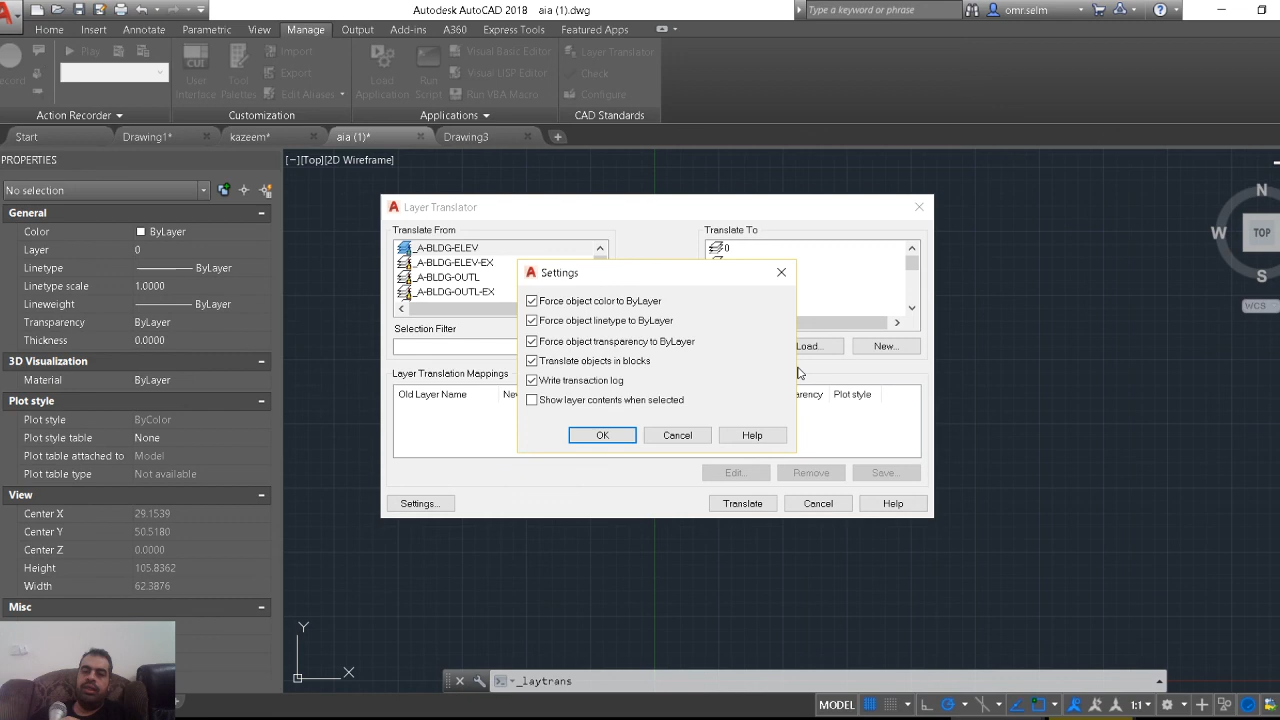 Autodesk AutoCAD 2018 aia (1).dwg
Type a keyword or phrase
omr.selm
Home Insert Annotate Parametric View Manage Output Add-ins A360 Express Tools Featured Apps
Play
User Interface
Tool Palettes
Import
Export
Edit Aliases
Load Application
Run Script
Visual Basic Editor
Visual LISP Editor
Run VBA Macro
Layer Translator
Check
Configure
Action Recorder Customization Applications CAD Standards
Start Drawing1* kazeem* aia (1)* Drawing3
PROPERTIES
No selection
General
Color ByLayer
Layer 0
Linetype ByLayer
Linetype scale 1.0000
Lineweight ByLayer
Transparency ByLayer
Thickness 0.0000
3D Visualization
Material ByLayer
Plot style
Plot style ByColor
Plot style table None
Plot table attached to Model
Plot table type Not available
View
Center X 29.1539
Center Y 50.5180
Center Z 0.0000
Height 105.8362
Width 62.3876
Misc
[−][Top][2D Wireframe]
N
W TOP
S
WCS
Layer Translator
Translate From
_A-BLDG-ELEV
_A-BLDG-ELEV-EX
_A-BLDG-OUTL
_A-BLDG-OUTL-EX
Selection Filter
Translate To
0
Load... New...
Layer Translation Mappings
Old Layer Name Plot style
Edit... Remove Save...
Settings... Translate Cancel Help
Settings
Force object color to ByLayer
Force object linetype to ByLayer
Force object transparency to ByLayer
Translate objects in blocks
Write transaction log
Show layer contents when selected
OK Cancel Help
Y
X
_laytrans
MODEL 1:1